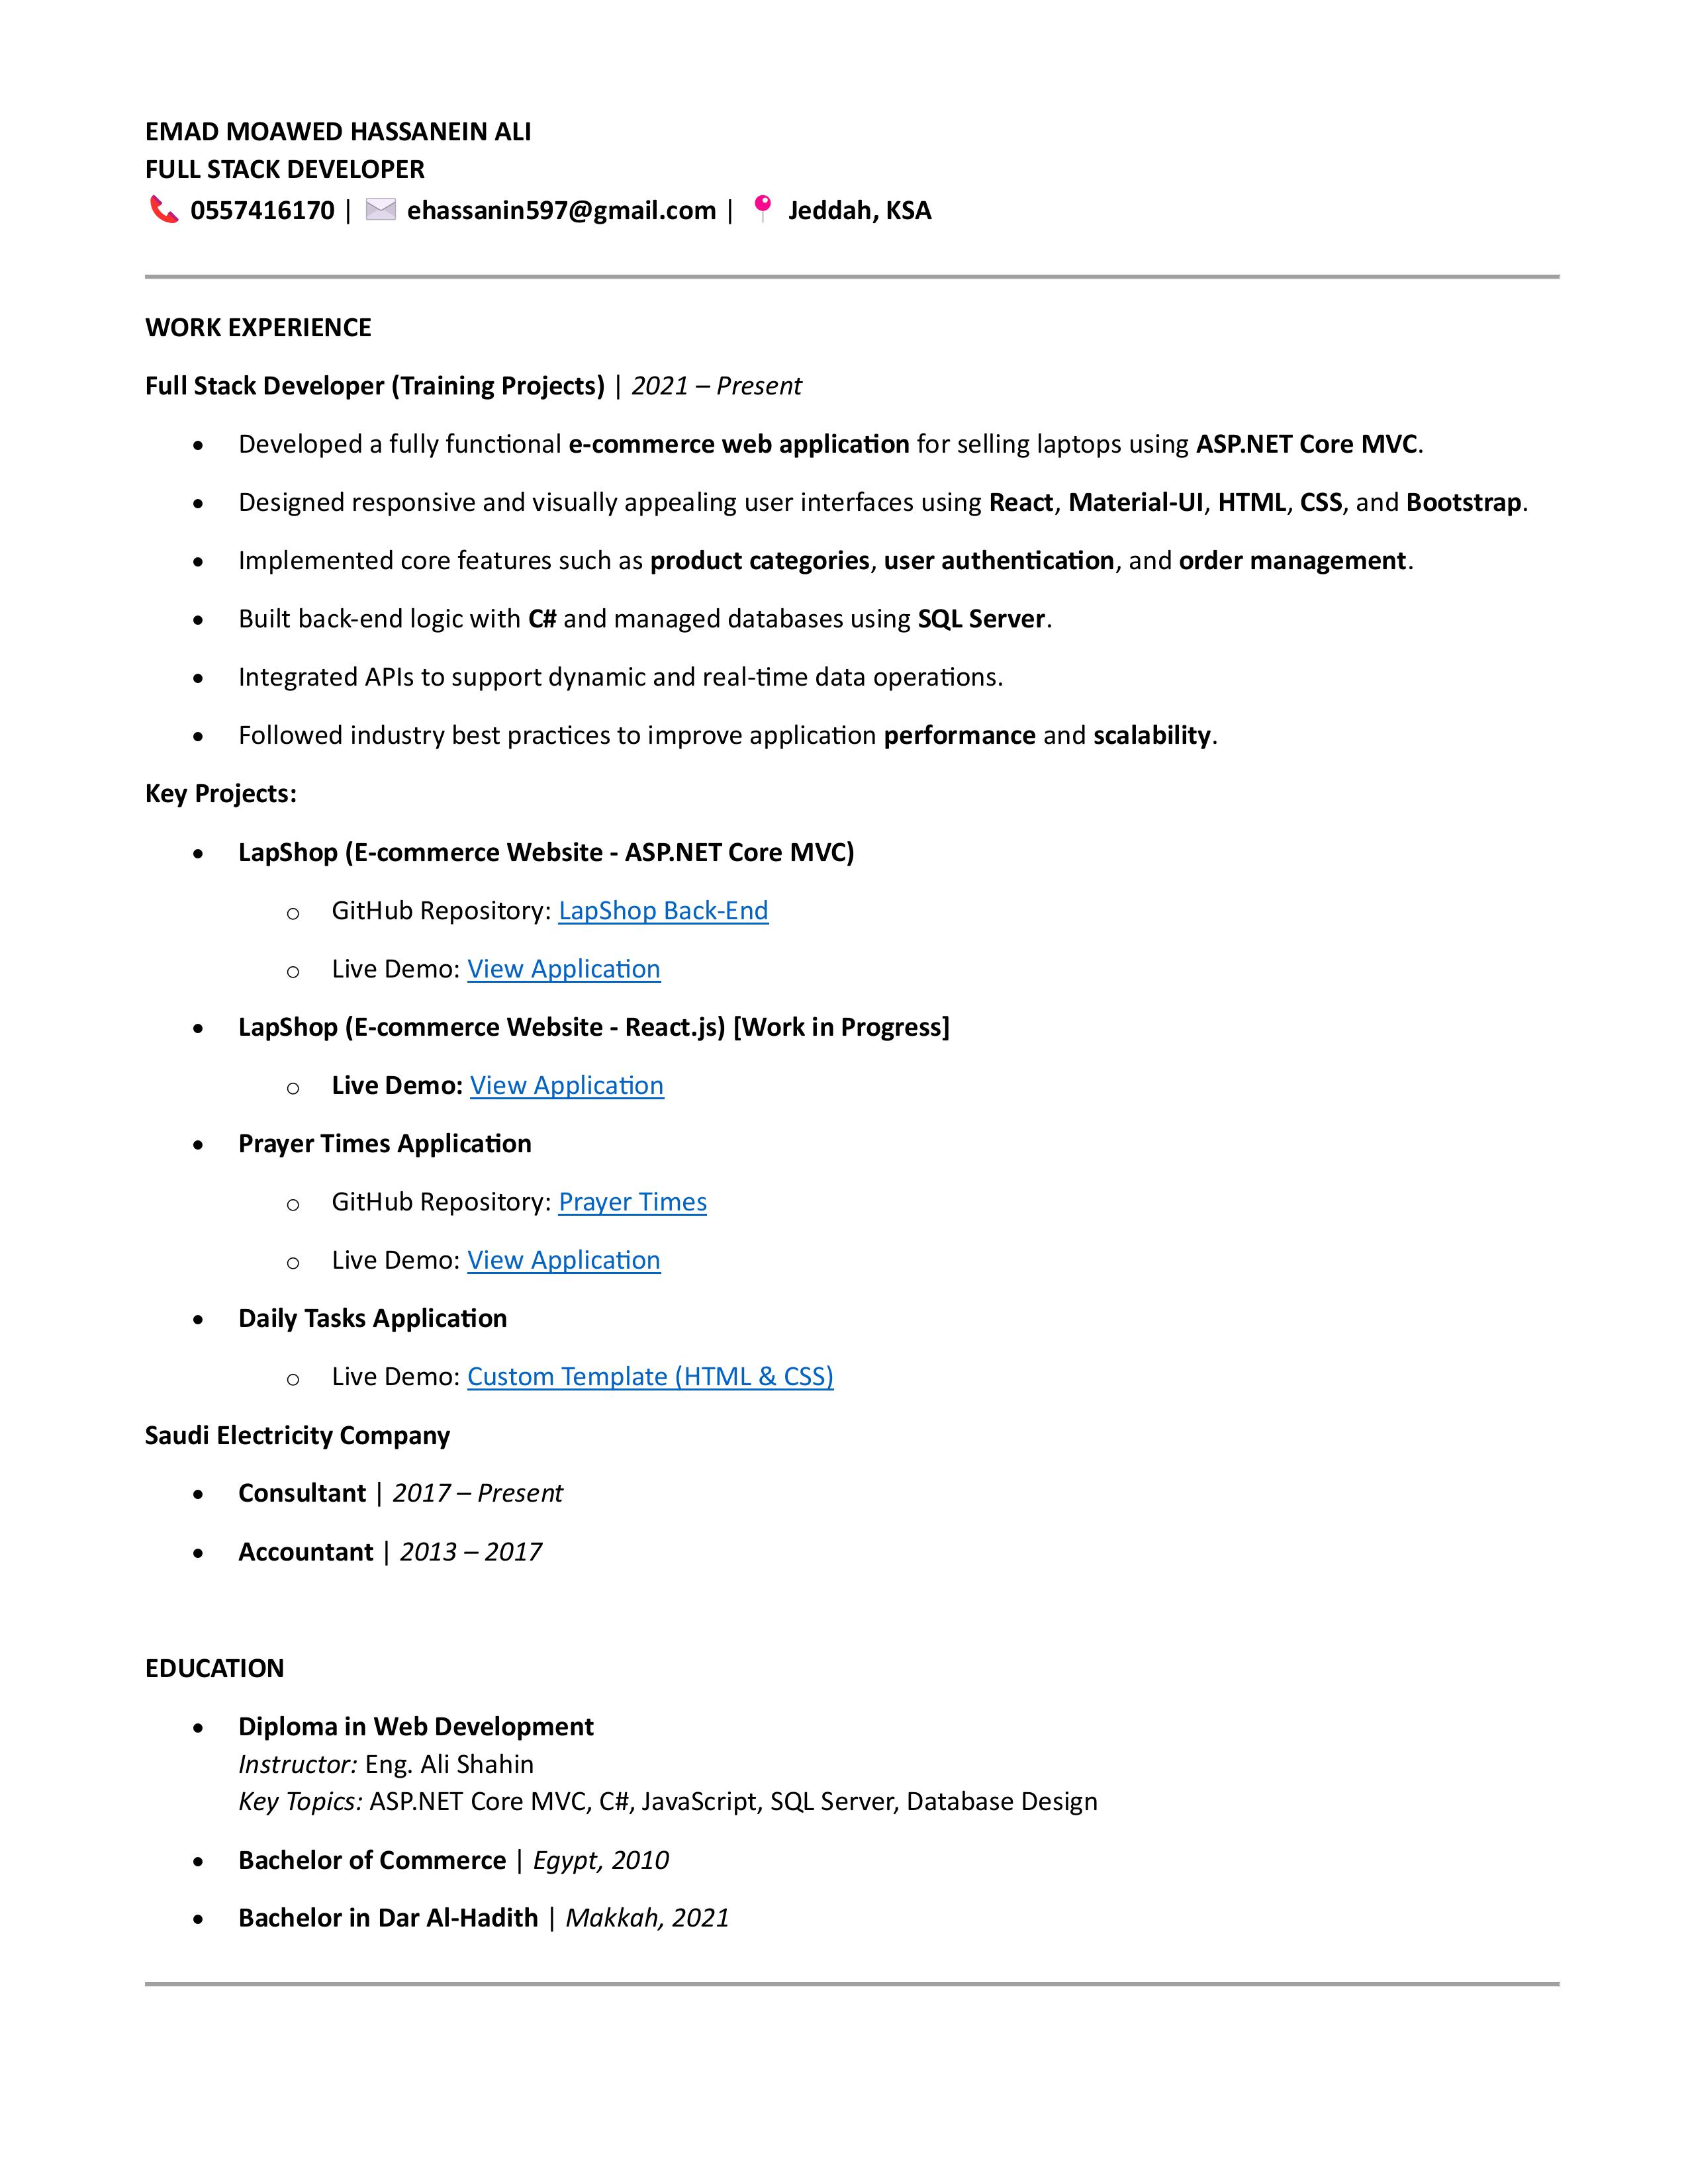 EMAD MOAWED HASSANEIN ALI
FULL STACK DEVELOPER
📞 0557416170 | ✉️ ehassanin597@gmail.com | 📍 Jeddah, KSA
WORK EXPERIENCE
Full Stack Developer (Training Projects) | 2021 – Present
• Developed a fully functional e-commerce web application for selling laptops using ASP.NET Core MVC.
• Designed responsive and visually appealing user interfaces using React, Material-UI, HTML, CSS, and Bootstrap.
• Implemented core features such as product categories, user authentication, and order management.
• Built back-end logic with C# and managed databases using SQL Server.
• Integrated APIs to support dynamic and real-time data operations.
• Followed industry best practices to improve application performance and scalability.
Key Projects:
• LapShop (E-commerce Website - ASP.NET Core MVC)
o GitHub Repository: LapShop Back-End
o Live Demo: View Application
• LapShop (E-commerce Website - React.js) [Work in Progress]
o Live Demo: View Application
• Prayer Times Application
o GitHub Repository: Prayer Times
o Live Demo: View Application
• Daily Tasks Application
o Live Demo: Custom Template (HTML & CSS)
Saudi Electricity Company
• Consultant | 2017 – Present
• Accountant | 2013 – 2017
EDUCATION
• Diploma in Web Development
Instructor: Eng. Ali Shahin
Key Topics: ASP.NET Core MVC, C#, JavaScript, SQL Server, Database Design
• Bachelor of Commerce | Egypt, 2010
• Bachelor in Dar Al-Hadith | Makkah, 2021